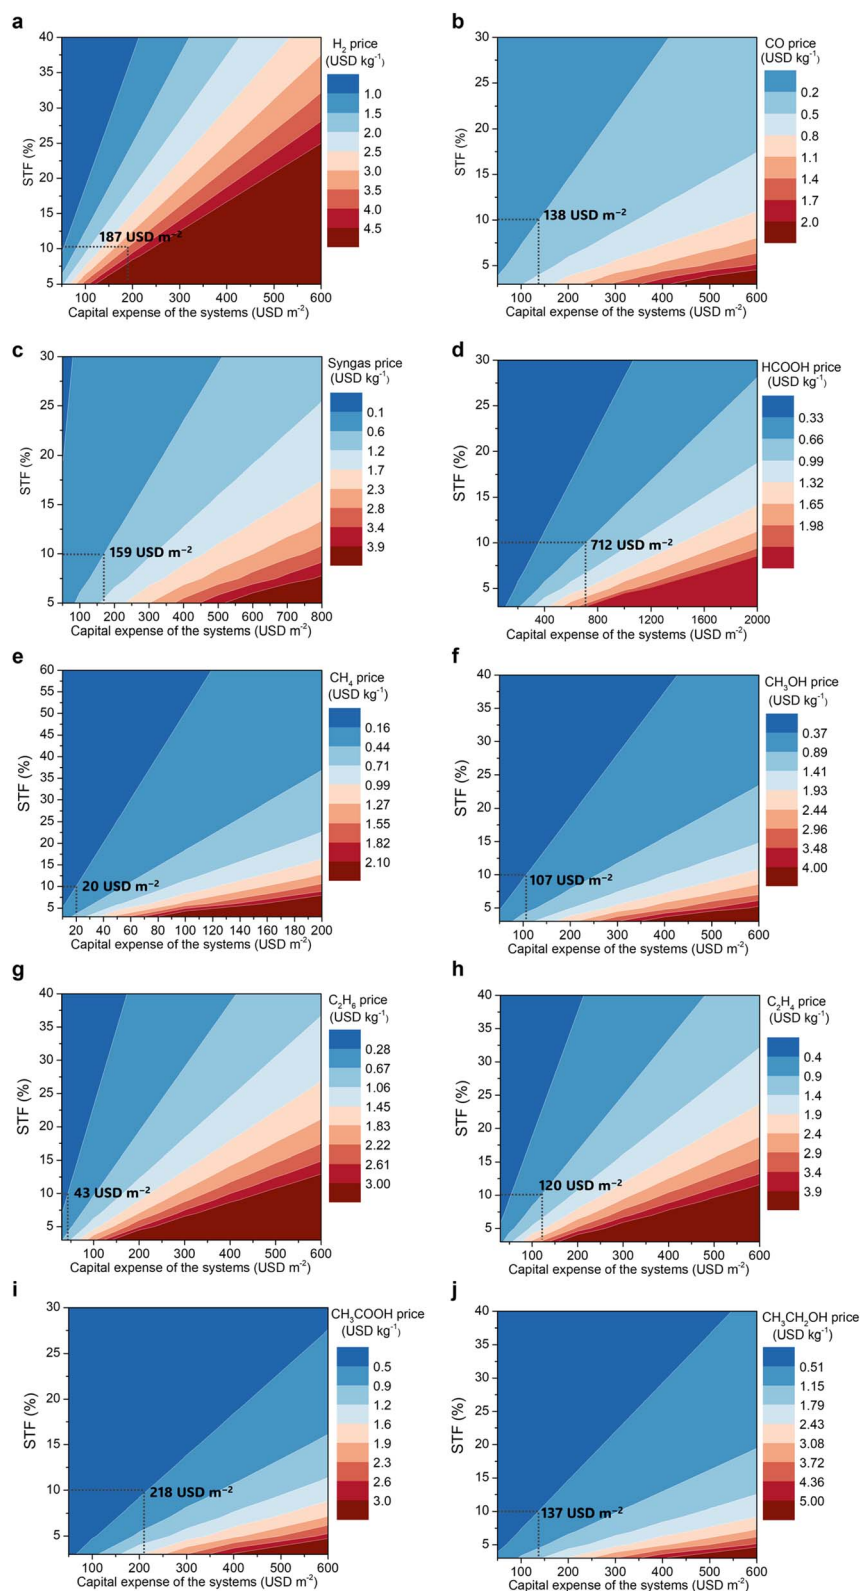 a
40
35
30
25
20
15
10
5
STF (%)
187 USD m⁻²
100 200 300 400 500 600
Capital expense of the systems (USD m⁻²)
H₂ price
(USD kg⁻¹)
1.0
1.5
2.0
2.5
3.0
3.5
4.0
4.5
b
30
20
10
STF (%)
138 USD m⁻²
100 200 300 400 500 600
Capital expense of the systems (USD m⁻²)
CO price
(USD kg⁻¹)
0.2
0.5
0.8
1.1
1.4
1.7
2.0
c
30
25
20
15
10
5
STF (%)
159 USD m⁻²
100 200 300 400 500 600 700 800
Capital expense of the systems (USD m⁻²)
Syngas price
(USD kg⁻¹)
0.1
0.6
1.2
1.7
2.3
2.8
3.4
3.9
d
30
25
20
15
10
5
STF (%)
712 USD m⁻²
400 800 1200 1600 2000
Capital expense of the systems (USD m⁻²)
HCOOH price
(USD kg⁻¹)
0.33
0.66
0.99
1.32
1.65
1.98
e
60
55
50
45
40
35
30
25
20
15
10
5
STF (%)
20 USD m⁻²
20 40 60 80 100 120 140 160 180 200
Capital expense of the systems (USD m⁻²)
CH₄ price
(USD kg⁻¹)
0.16
0.44
0.71
0.99
1.27
1.55
1.82
2.10
f
40
35
30
25
20
15
10
5
STF (%)
107 USD m⁻²
100 200 300 400 500 600
Capital expense of the systems (USD m⁻²)
CH₃OH price
(USD kg⁻¹)
0.37
0.89
1.41
1.93
2.44
2.96
3.48
4.00
g
40
35
30
25
20
15
10
5
STF (%)
43 USD m⁻²
100 200 300 400 500 600
Capital expense of the systems (USD m⁻²)
C₂H₆ price
(USD kg⁻¹)
0.28
0.67
1.06
1.45
1.83
2.22
2.61
3.00
h
40
35
30
25
20
15
10
5
STF (%)
120 USD m⁻²
100 200 300 400 500 600
Capital expense of the systems (USD m⁻²)
C₂H₄ price
(USD kg⁻¹)
0.4
0.9
1.4
1.9
2.4
2.9
3.4
3.9
i
30
25
20
15
10
5
STF (%)
218 USD m⁻²
100 200 300 400 500 600
Capital expense of the systems (USD m⁻²)
CH₃COOH price
(USD kg⁻¹)
0.5
0.9
1.2
1.6
1.9
2.3
2.6
3.0
j
40
35
30
25
20
15
10
5
STF (%)
137 USD m⁻²
100 200 300 400 500 600
Capital expense of the systems (USD m⁻²)
CH₃CH₂OH price
(USD kg⁻¹)
0.51
1.15
1.79
2.43
3.08
3.72
4.36
5.00